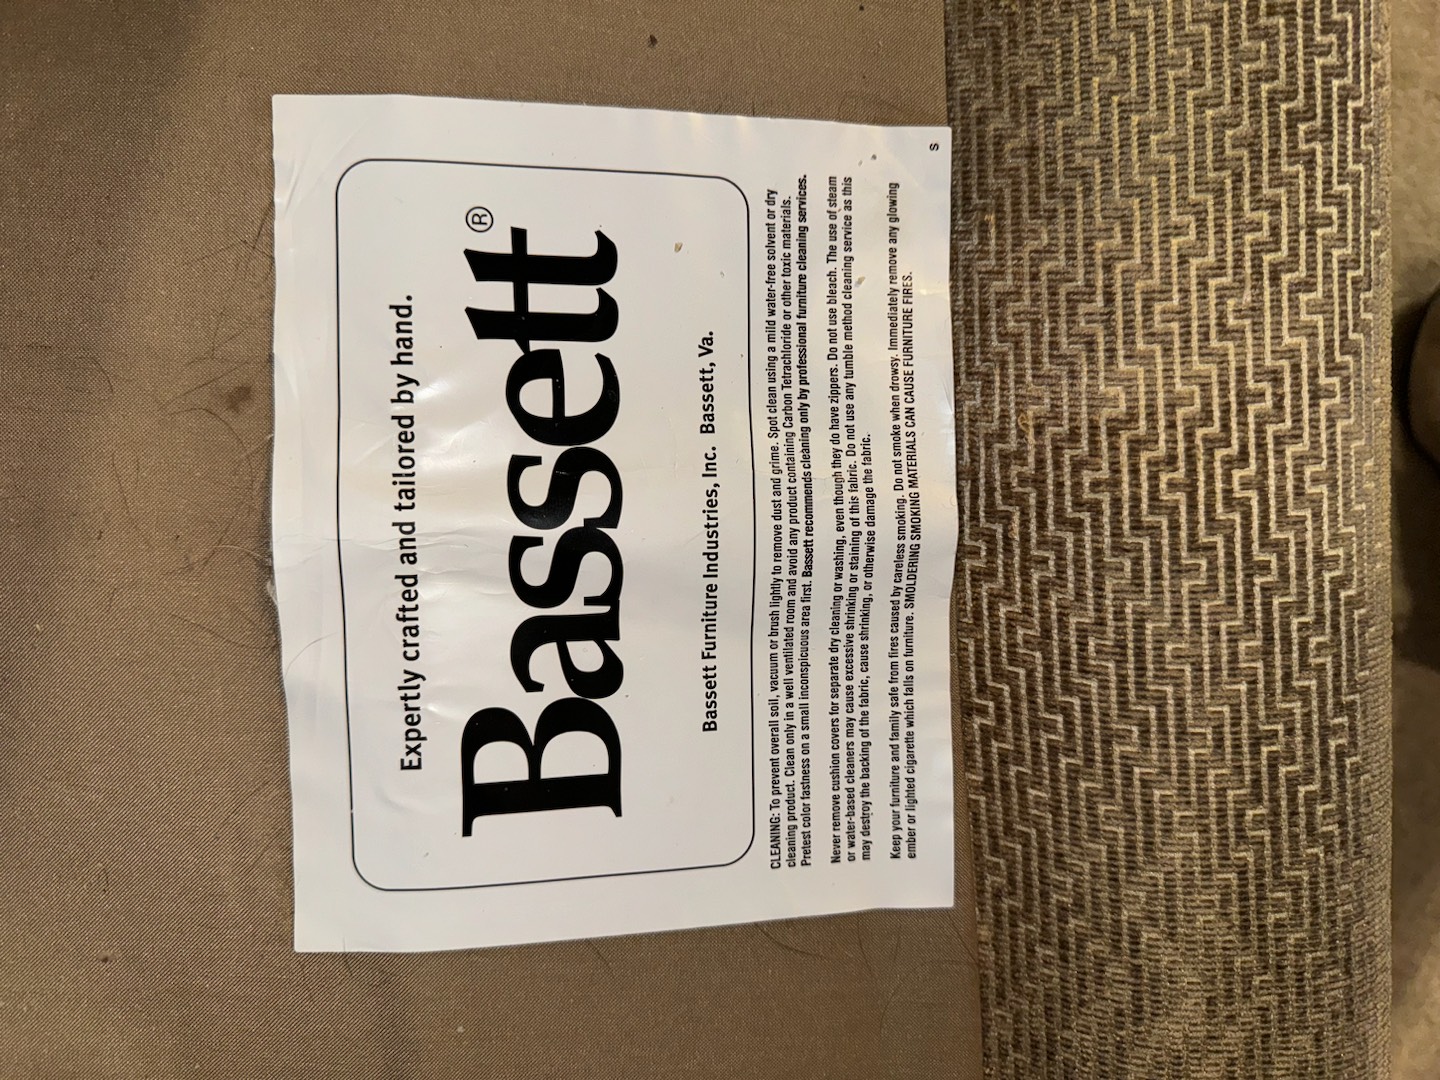 Expertly crafted and tailored by hand.
Bassett®
Bassett Furniture Industries, Inc. Bassett, Va.
CLEANING: To prevent overall soil, vacuum or brush lightly to remove dust and grime. Spot clean using a mild water-free solvent or dry
cleaning product. Clean only in a well ventilated room and avoid any product containing Carbon Tetrachloride or other toxic materials.
Pretest color fastness on a small inconspicuous area first. Bassett recommends cleaning only by professional furniture cleaning services.
Never remove cushion covers for separate dry cleaning or washing, even though they do have zippers. Do not use bleach. The use of steam
or water-based cleaners may cause excessive shrinking or staining of this fabric. Do not use any tumble method cleaning service as this
may destroy the backing of the fabric, cause shrinking, or otherwise damage the fabric.
Keep your furniture and family safe from fires caused by careless smoking. Do not smoke when drowsy. Immediately remove any glowing
ember or lighted cigarette which falls on furniture. SMOLDERING SMOKING MATERIALS CAN CAUSE FURNITURE FIRES.
S